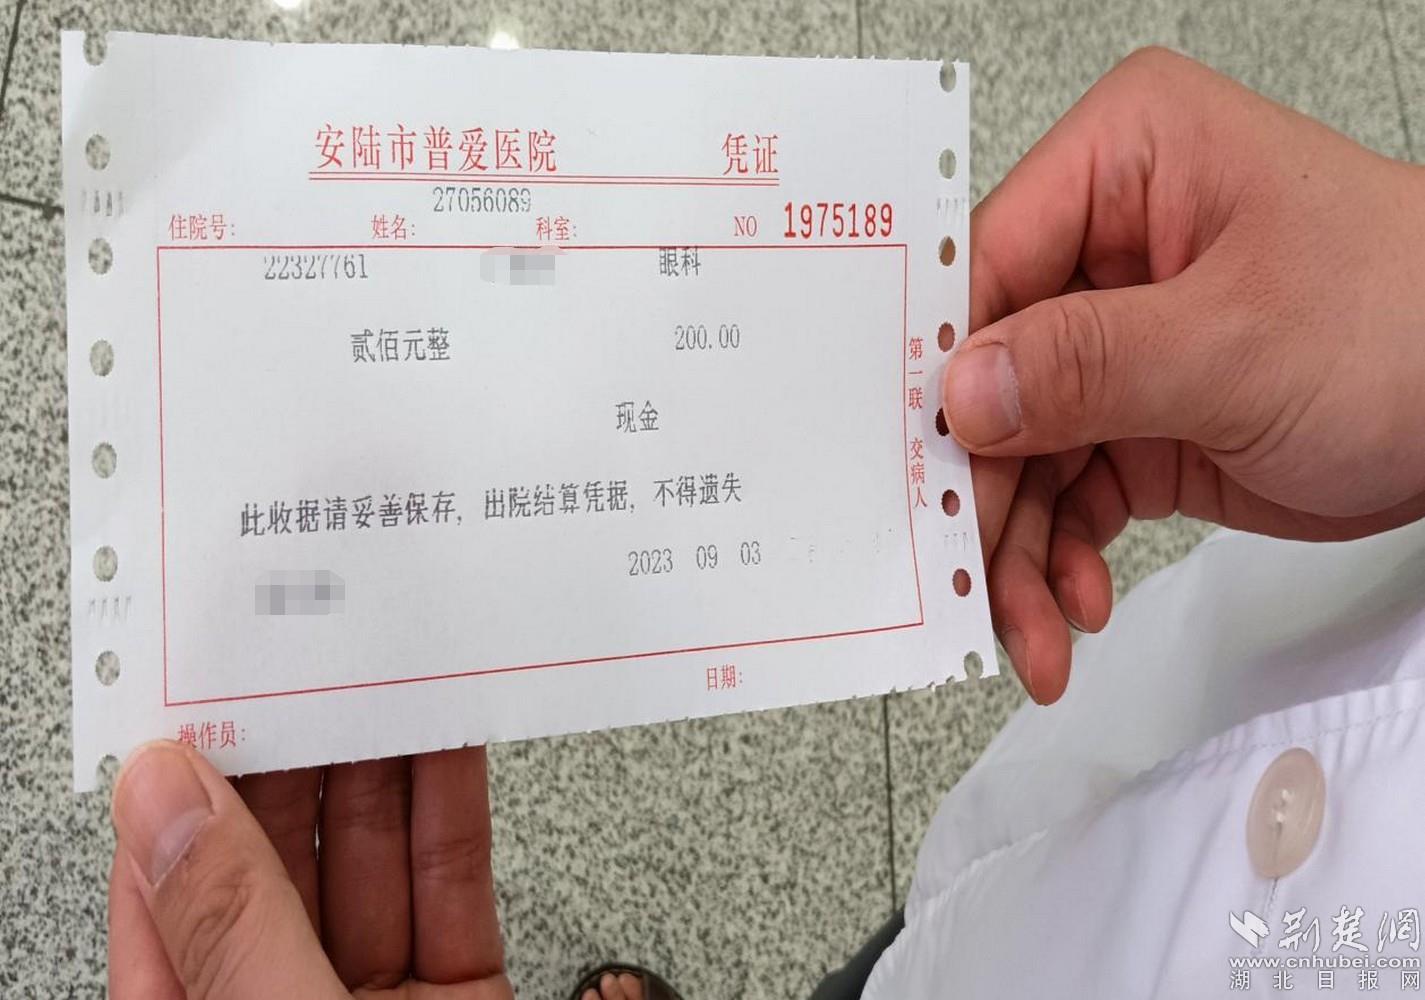 安陆市普爱医院 凭证
27056089
住院号: 姓名: 科室: NO 1975189
22327761 眼科
贰佰元整 200.00
现金
此收据请妥善保存, 出院结算凭据, 不得遗失
2023 09 03
操作员: 日期:
第一联 交病人
荆楚网
www.cnhubei.com
湖北日报网